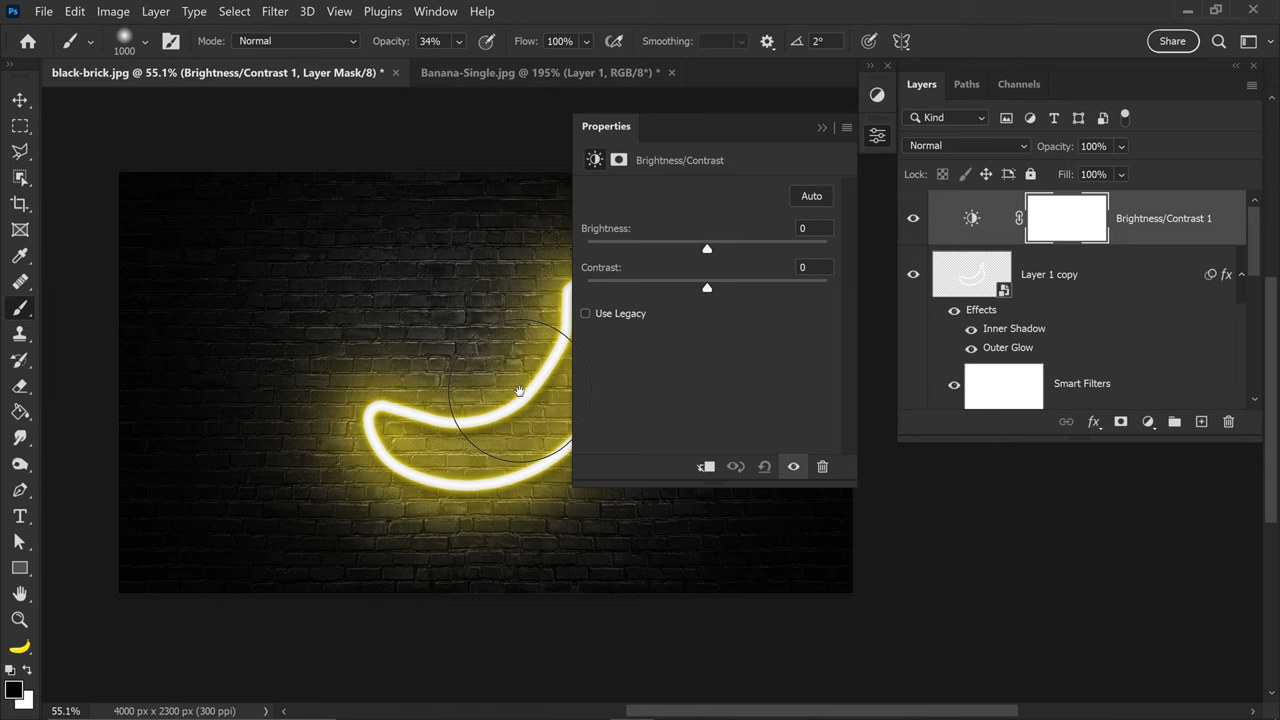 Ps File Edit Image Layer Type Select Filter 3D View Plugins Window Help
1000 Mode: Normal Opacity: 34% Flow: 100% Smoothing: 2° Share
black-brick.jpg @ 55.1% (Brightness/Contrast 1, Layer Mask/8) * × Banana-Single.jpg @ 195% (Layer 1, RGB/8*) * ×
Layers Paths Channels
Kind
Normal Opacity: 100%
Lock: Fill: 100%
Brightness/Contrast 1
Layer 1 copy fx
Effects
Inner Shadow
Outer Glow
Smart Filters
fx
Properties
Brightness/Contrast
Auto
Brightness: 0
Contrast: 0
Use Legacy
T
55.1% 4000 px x 2300 px (300 ppi)